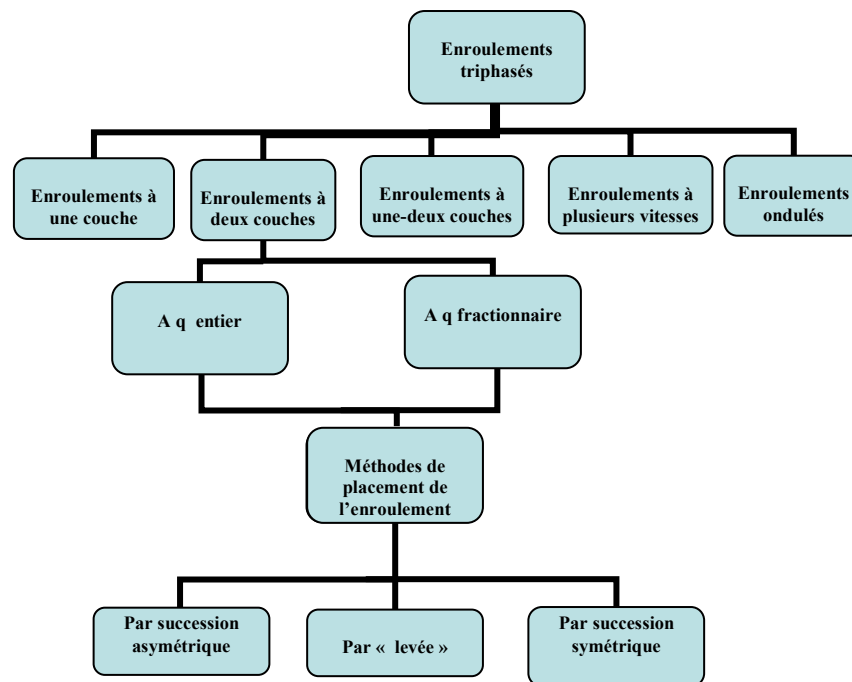 Enroulements
triphasés
Enroulements à
une couche
Enroulements à
deux couches
Enroulements à
une-deux couches
Enroulements à
plusieurs vitesses
Enroulements
ondulés
A q entier
A q fractionnaire
Méthodes de
placement de
l’enroulement
Par succession
asymétrique
Par « levée »
Par succession
symétrique